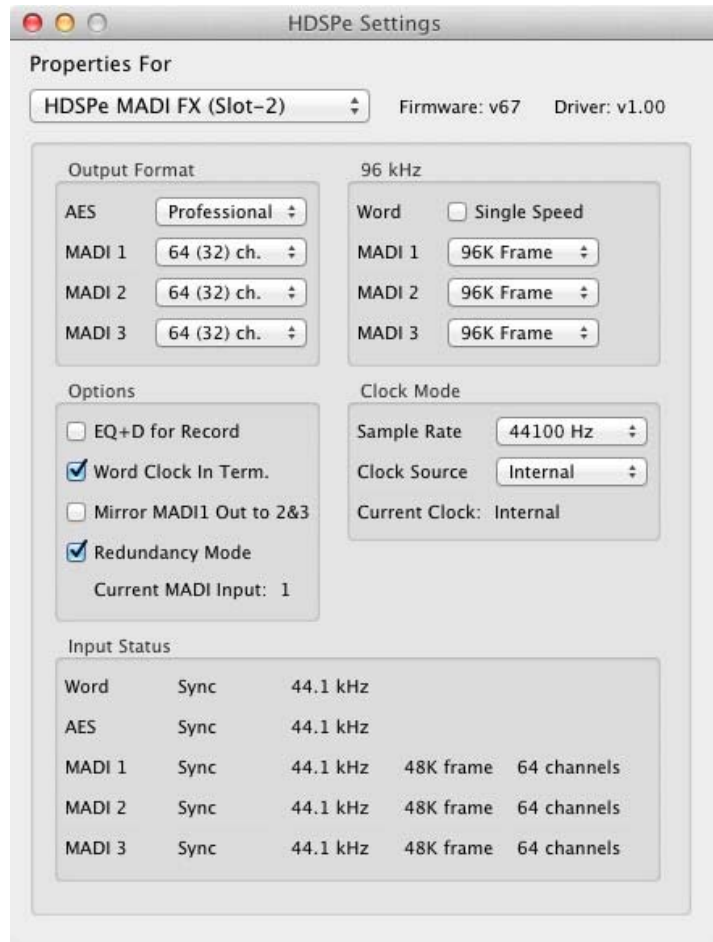 HDSPe Settings
Properties For
HDSPe MADI FX (Slot-2)
Firmware: v67
Driver: v1.00
Output Format
AES Professional
MADI 1 64 (32) ch.
MADI 2 64 (32) ch.
MADI 3 64 (32) ch.
96 kHz
Word Single Speed
MADI 1 96K Frame
MADI 2 96K Frame
MADI 3 96K Frame
Options
EQ+D for Record
Word Clock In Term.
Mirror MADI1 Out to 2&3
Redundancy Mode
Current MADI Input: 1
Clock Mode
Sample Rate 44100 Hz
Clock Source Internal
Current Clock: Internal
Input Status
Word Sync 44.1 kHz
AES Sync 44.1 kHz
MADI 1 Sync 44.1 kHz 48K frame 64 channels
MADI 2 Sync 44.1 kHz 48K frame 64 channels
MADI 3 Sync 44.1 kHz 48K frame 64 channels